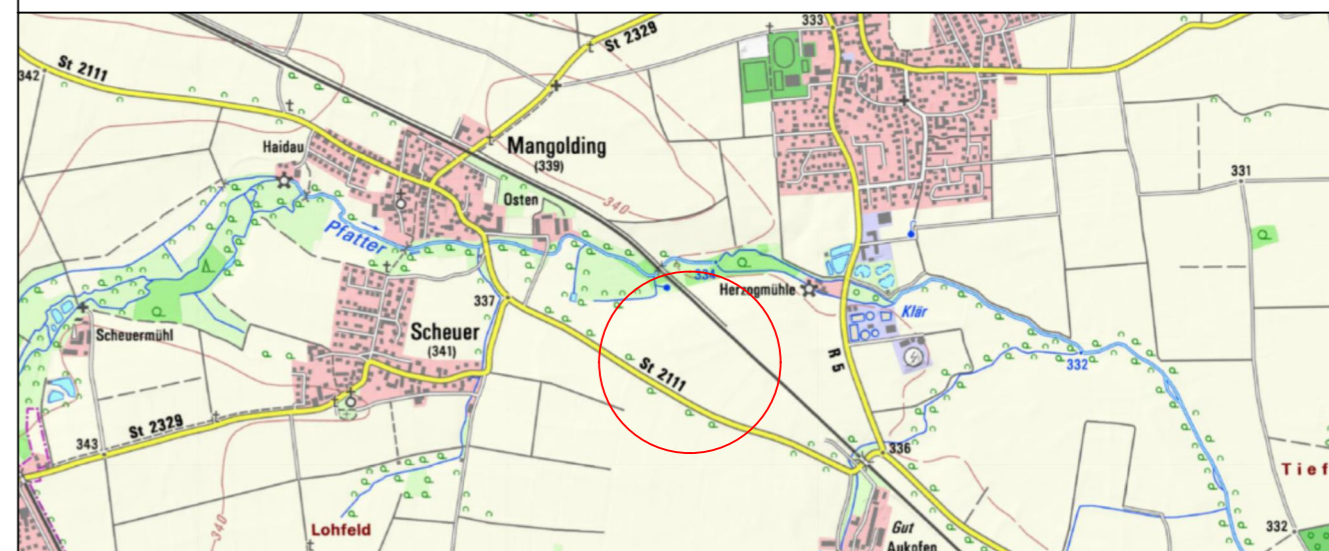 333
St 2329
342
St 2111
Haidau
Mangolding
(339)
331
Osten
340
Pfatter
334
Herzogmühle
337
Klär
Scheuer
(341)
Scheuermühl
R 5
332
St 2111
St 2329
343
336
Tief
340
Lohfeld
332
Gut
Aukofen